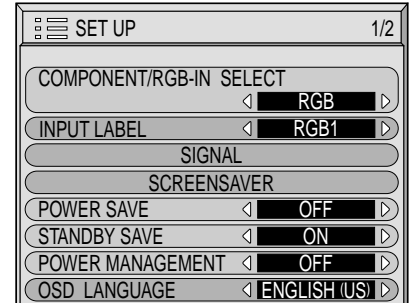 SET UP 1/2
COMPONENT/RGB-IN SELECT
RGB
INPUT LABEL RGB1
SIGNAL
SCREENSAVER
POWER SAVE OFF
STANDBY SAVE ON
POWER MANAGEMENT OFF
OSD LANGUAGE ENGLISH (US)